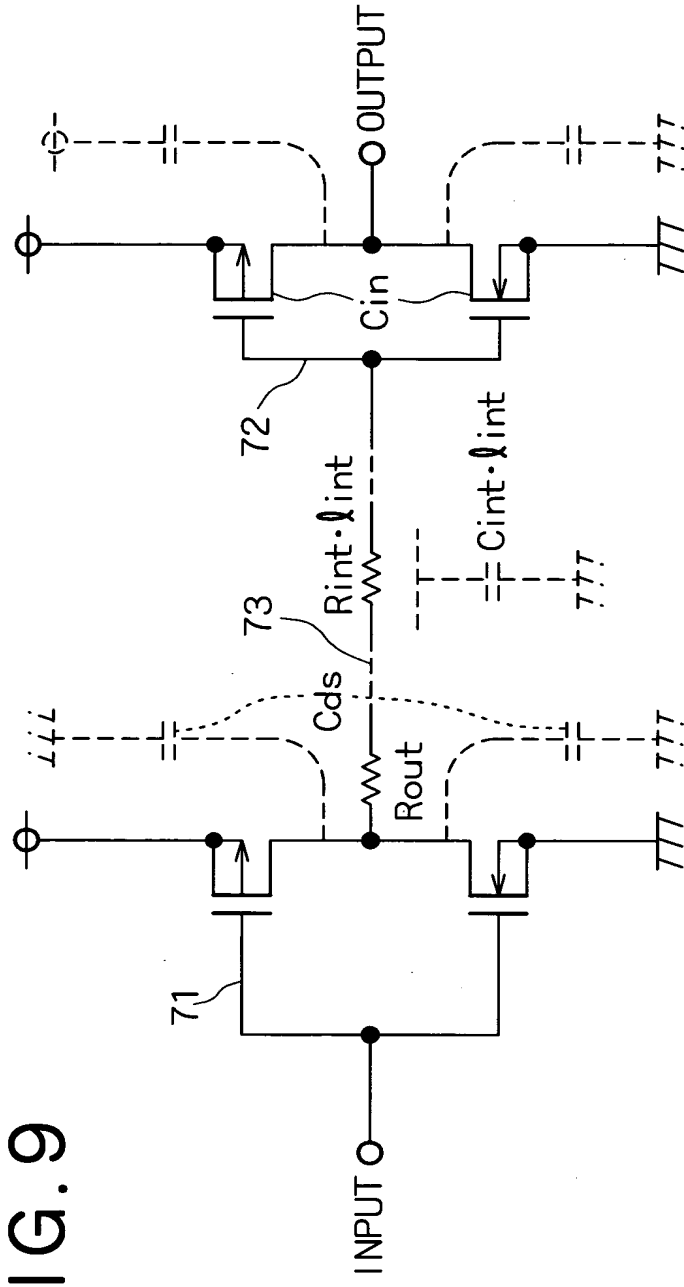 IG. 9
INPUT
71
Cds
Rout
73
Rint・ℓint
Cint・ℓint
72
Cin
OUTPUT